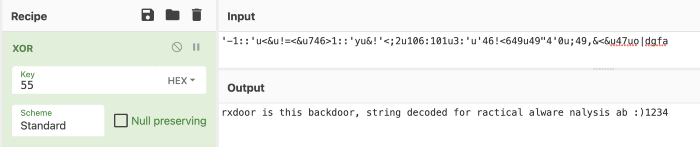 Recipe
Input
XOR
Key
55
HEX
Scheme
Standard
Null preserving
'-1::'u<&u!=<&u746>1::'yu&!'<;2u106:101u3:'u'46!<649u49"4'0u;49,&<&u47uo|dgfa
Output
rxdoor is this backdoor, string decoded for ractical alware nalysis ab :)1234